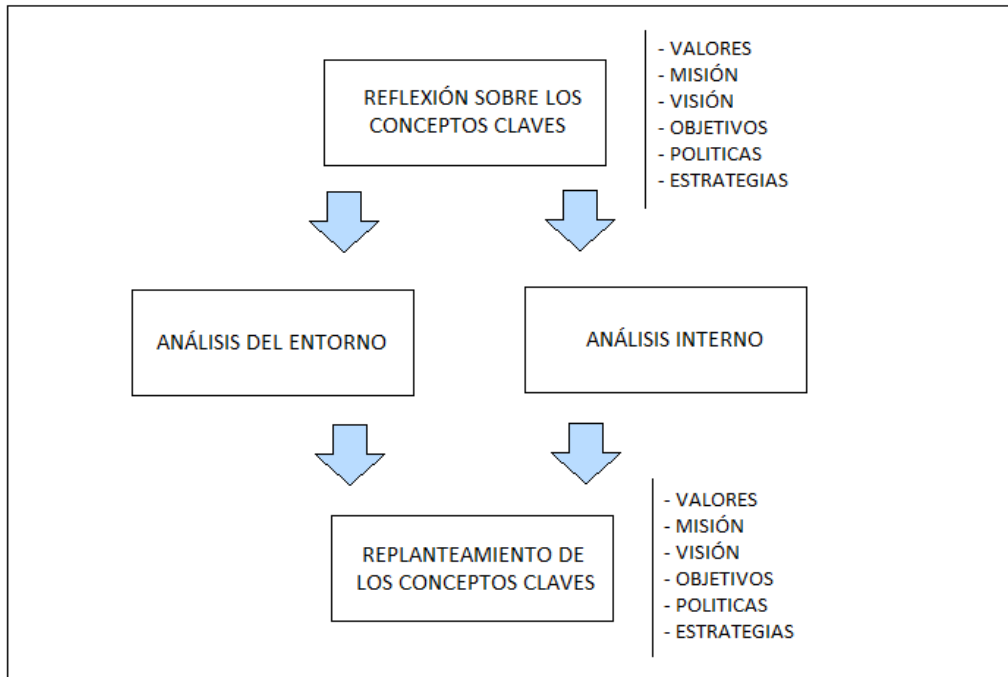 REFLEXIÓN SOBRE LOS
CONCEPTOS CLAVES
- VALORES
- MISIÓN
- VISIÓN
- OBJETIVOS
- POLITICAS
- ESTRATEGIAS
ANÁLISIS DEL ENTORNO
ANÁLISIS INTERNO
REPLANTEAMIENTO DE
LOS CONCEPTOS CLAVES
- VALORES
- MISIÓN
- VISIÓN
- OBJETIVOS
- POLITICAS
- ESTRATEGIAS